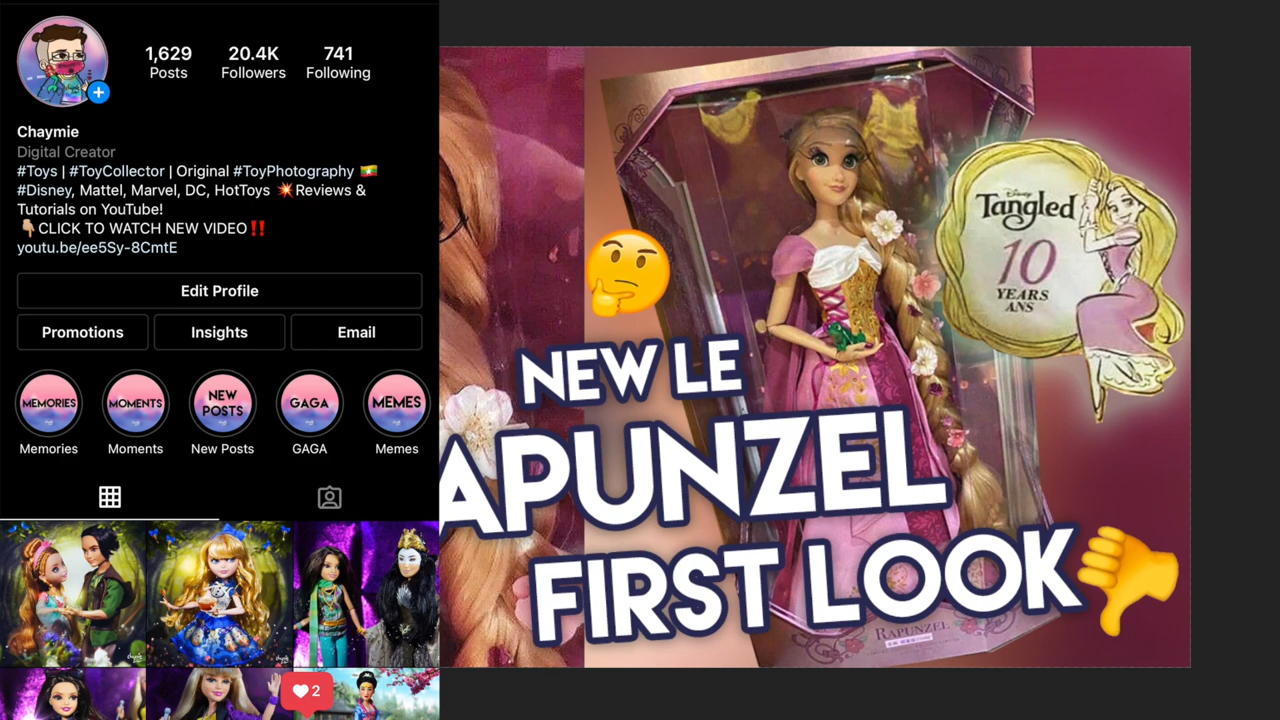 1,629
Posts
20.4K
Followers
741
Following
Chaymie
Digital Creator
#Toys | #ToyCollector | Original #ToyPhotography 🇲🇲
#Disney, Mattel, Marvel, DC, HotToys 💥Reviews &
Tutorials on YouTube!
👇🏼CLICK TO WATCH NEW VIDEO‼️
youtu.be/ee5Sy-8CmtE
Edit Profile
Promotions
Insights
Email
MEMORIES
MOMENTS
NEW
POSTS
GAGA
MEMES
Memories
Moments
New Posts
GAGA
Memes
2
Disney
Tangled
10
YEARS
ANS
NEW LE
APUNZEL
FIRST LOOK
RAPUNZEL